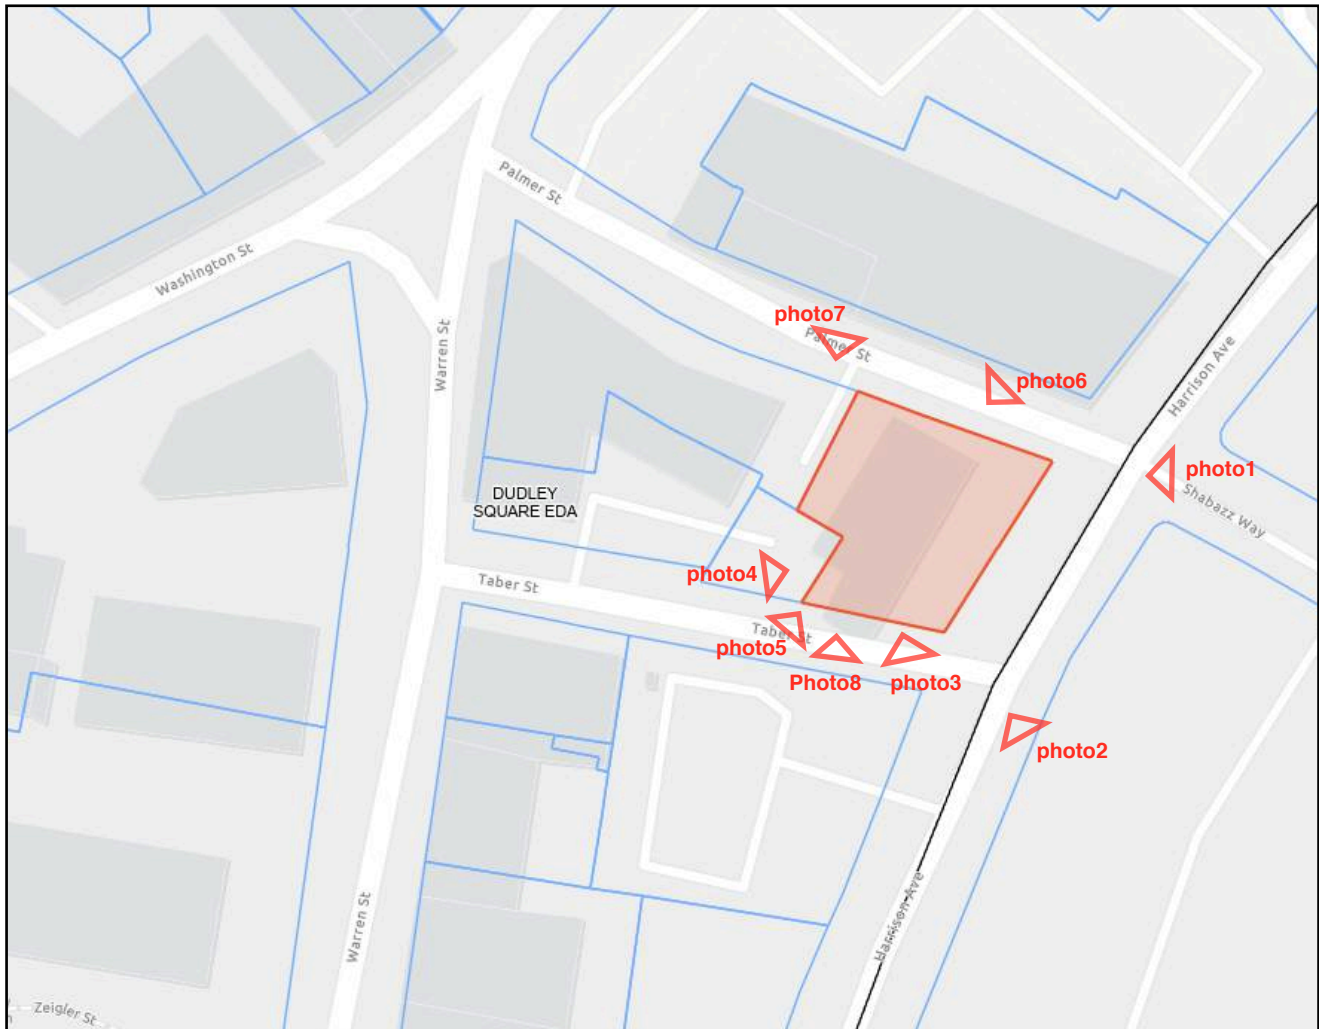 Palmer St
Washington St
Warren St
photo7
Palmer St
photo6
Harrison Ave
photo1
Shabazz Way
DUDLEY
SQUARE EDA
photo4
Taber St
Taber St
photo5
Photo8
photo3
photo2
Warren St
Harrison Ave
Zeigler St